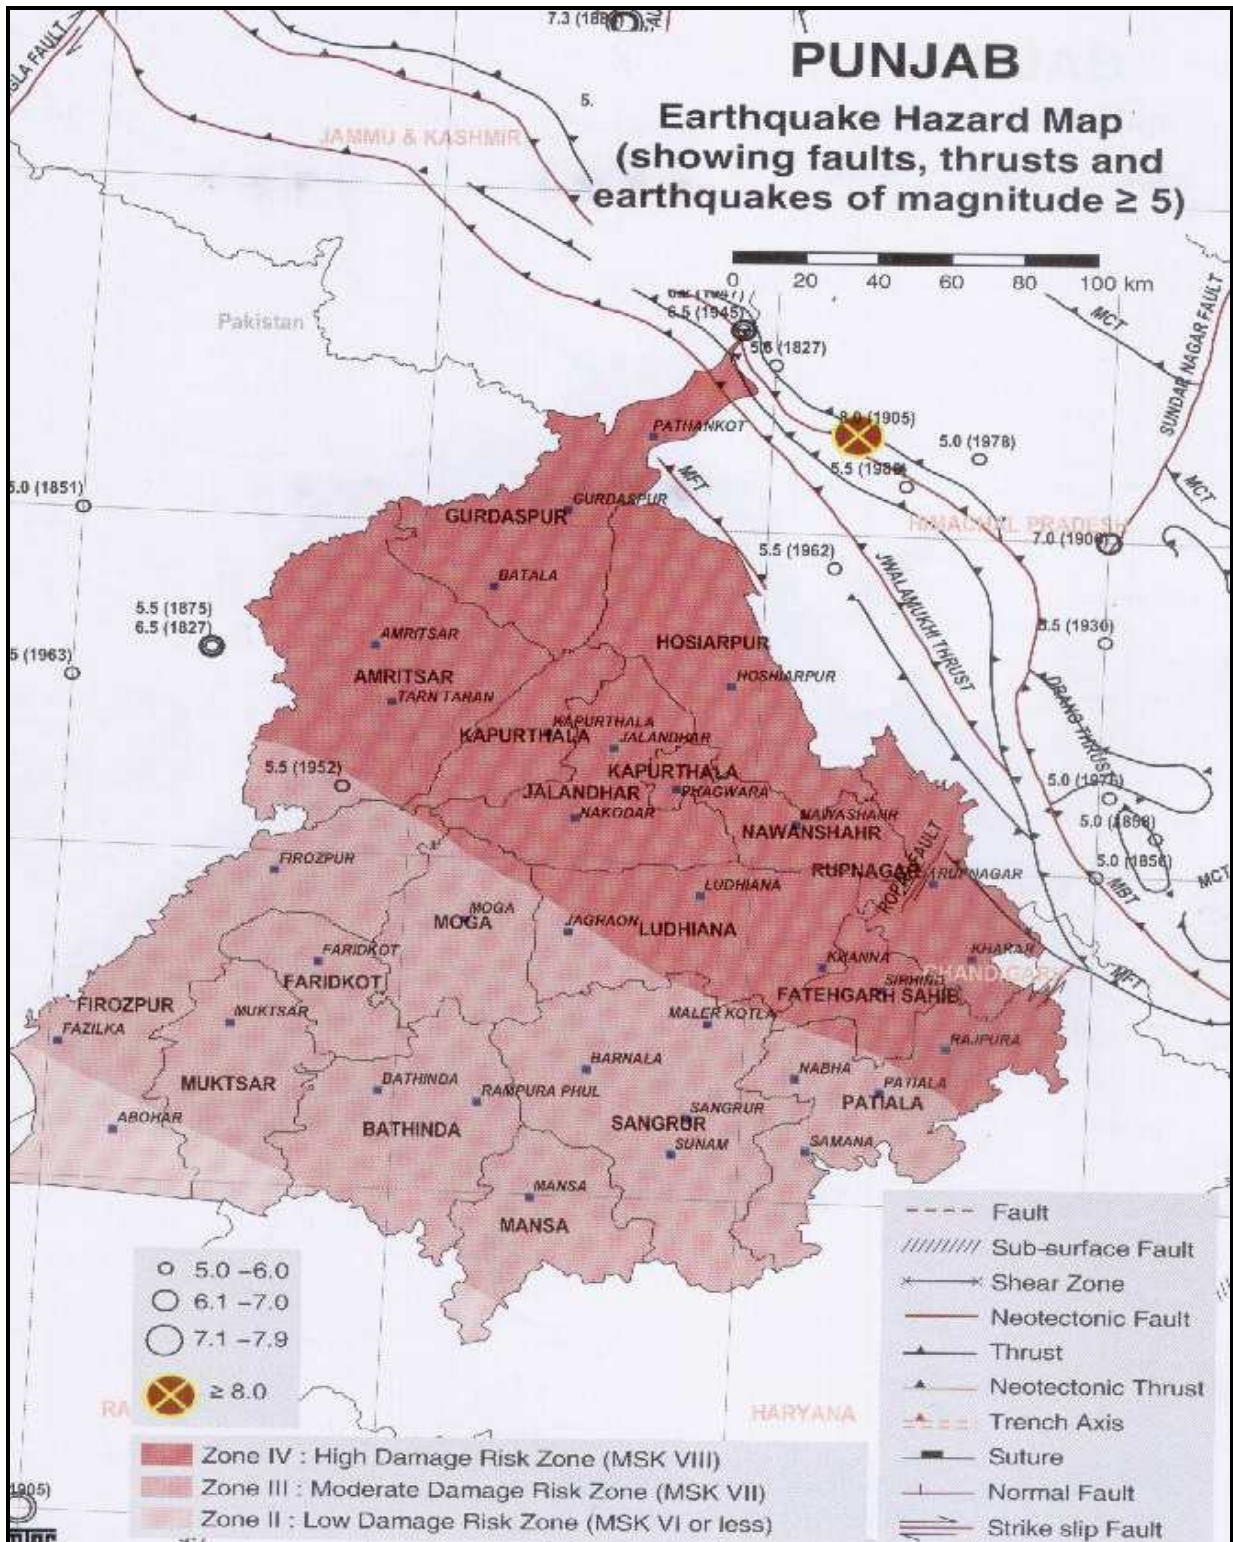 7.3
PUNJAB
Earthquake Hazard Map
(showing faults, thrusts and
earthquakes of magnitude ≥ 5)
0 20 40 60 80 100 km
FAULT
JAMMU & KASHMIR
5.
Pakistan
MCT
SUNDAR NAGAR FAULT
6.5 (1945)
5.6 (1827)
8.0 (1905)
PATHANKOT
5.0 (1978)
MFT
MCT
5.0 (1851)
GURDASPUR
GURDASPUR
HIMACHAL PRADESH
5.5 (1962)
JWALAMUKHI THRUST
BATALA
5.5 (1875)
6.5 (1827)
AMRITSAR
HOSIARPUR
5.5 (1930)
5 (1963)
AMRITSAR
HOSHIARPUR
TARN TARAN
DRANG THRUST
KAPURTHALA
KAPURTHALA
JALANDHAR
5.5 (1952)
KAPURTHALA
JALANDHAR
PHAGWARA
NAKODAR
NAWASHAHR
NAWANSHAHR
FIROZPUR
ROPAR FAULT
RUPNAGAR
RUPNAGAR
5.0 (1856)
MCT
MBT
LUDHIANA
MOGA
MOGA
JAGRAON
LUDHIANA
FARIDKOT
FARIDKOT
KHANNA
KHARAR
CHANDIGARH
SIRHIND
MFT
FATEHGARH SAHIB
FIROZPUR
MUKTSAR
MALER KOTLA
FAZILKA
RAJPURA
BARNALA
NABHA
MUKTSAR
BATHINDA
RAMPURA PHUL
PATIALA
PATIALA
ABOHAR
BATHINDA
SANGRUR
SANGRUR
SUNAM
SAMANA
MANSA
MANSA
5.0 –6.0
6.1 –7.0
7.1 –7.9
≥ 8.0
RA
HARYANA
Fault
Sub-surface Fault
Shear Zone
Neotectonic Fault
Thrust
Neotectonic Thrust
Trench Axis
Suture
Normal Fault
Strike slip Fault
Zone IV : High Damage Risk Zone (MSK VIII)
Zone III : Moderate Damage Risk Zone (MSK VII)
Zone II : Low Damage Risk Zone (MSK VI or less)